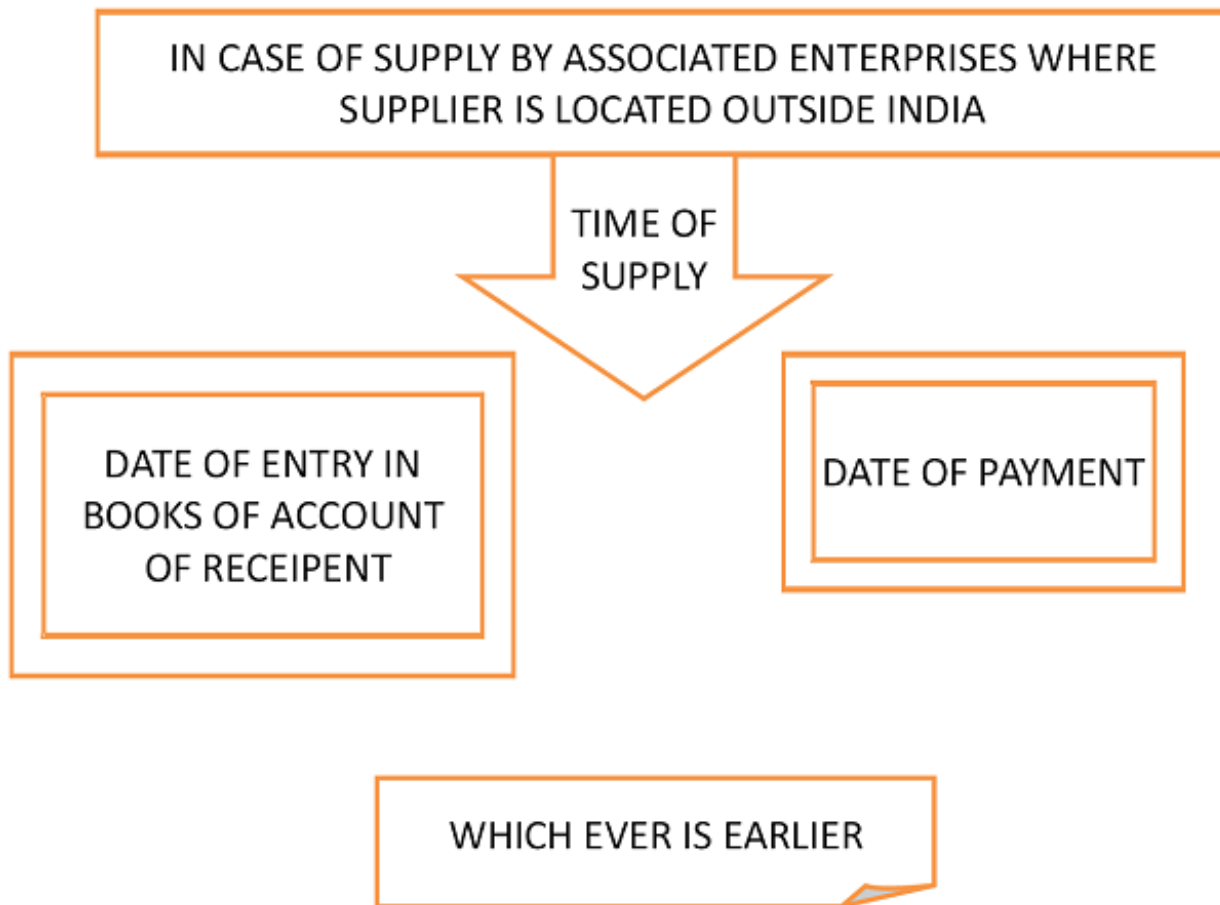 IN CASE OF SUPPLY BY ASSOCIATED ENTERPRISES WHERE
SUPPLIER IS LOCATED OUTSIDE INDIA
TIME OF
SUPPLY
DATE OF ENTRY IN
BOOKS OF ACCOUNT
OF RECEIPENT
DATE OF PAYMENT
WHICH EVER IS EARLIER